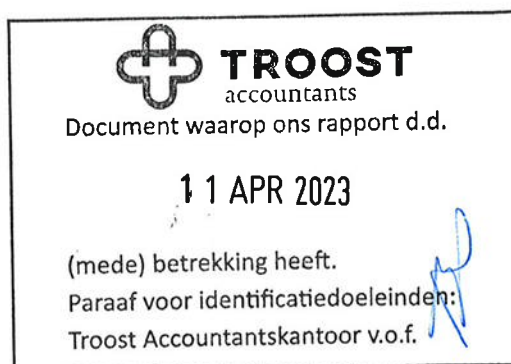 TROOST
accountants
Document waarop ons rapport d.d.
11 APR 2023
(mede) betrekking heeft.
Paraaf voor identificatiedoeleinden:
Troost Accountantskantoor v.o.f.